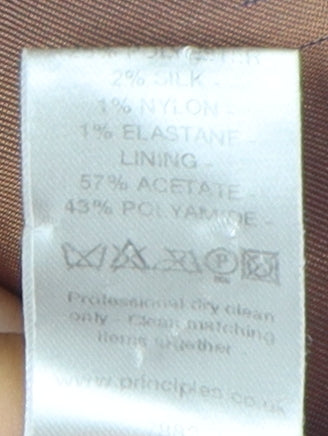 POLYESTER
2% SILK -
1% NYLON -
1% ELASTANE -
LINING -
57% ACETATE -
43% POLYAMIDE -
P
Professional dry clean
only - Clean matching
items together -
www.principles.co.uk